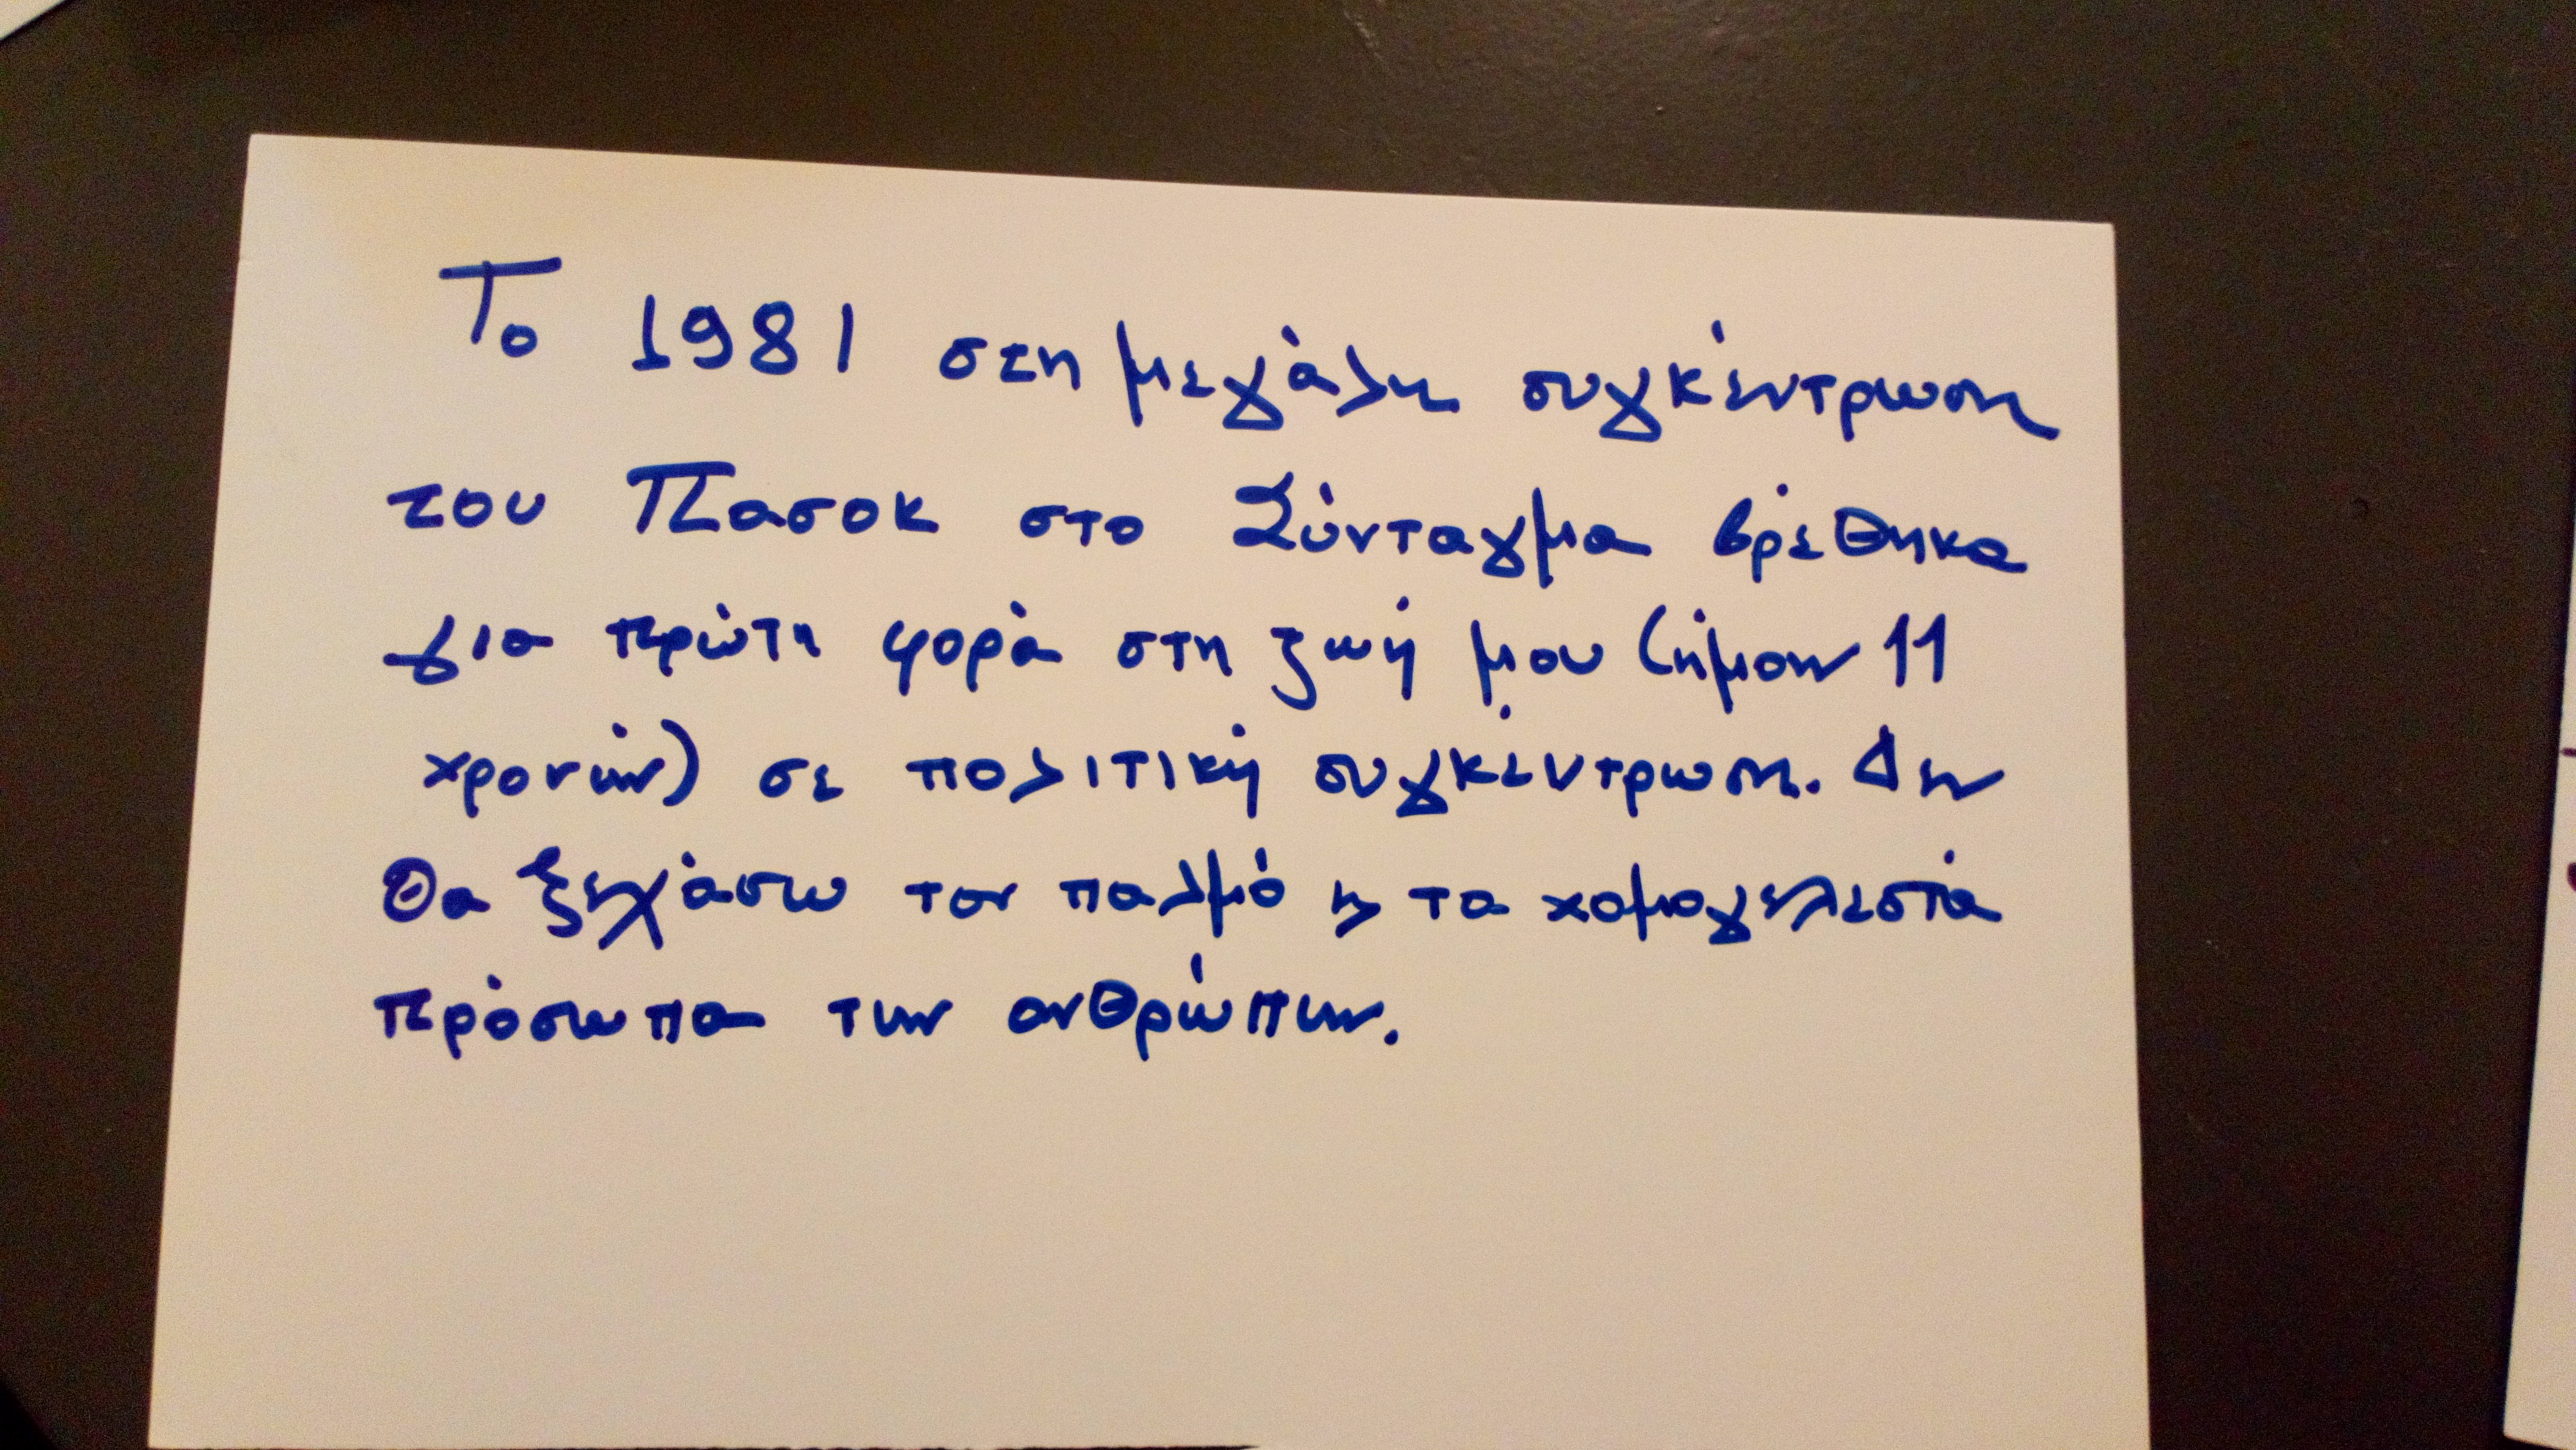 Το 1981 στη μεγάλη συγκέντρωση
του Πασοκ στο Σύνταγμα βρέθηκα
για πρώτη φορά στη ζωή μου (ήμουν 11
χρονών) σε πολιτική συγκέντρωση. Δεν
θα ξεχάσω τον παλμό κ τα χαμογελαστά
πρόσωπα των ανθρώπων.